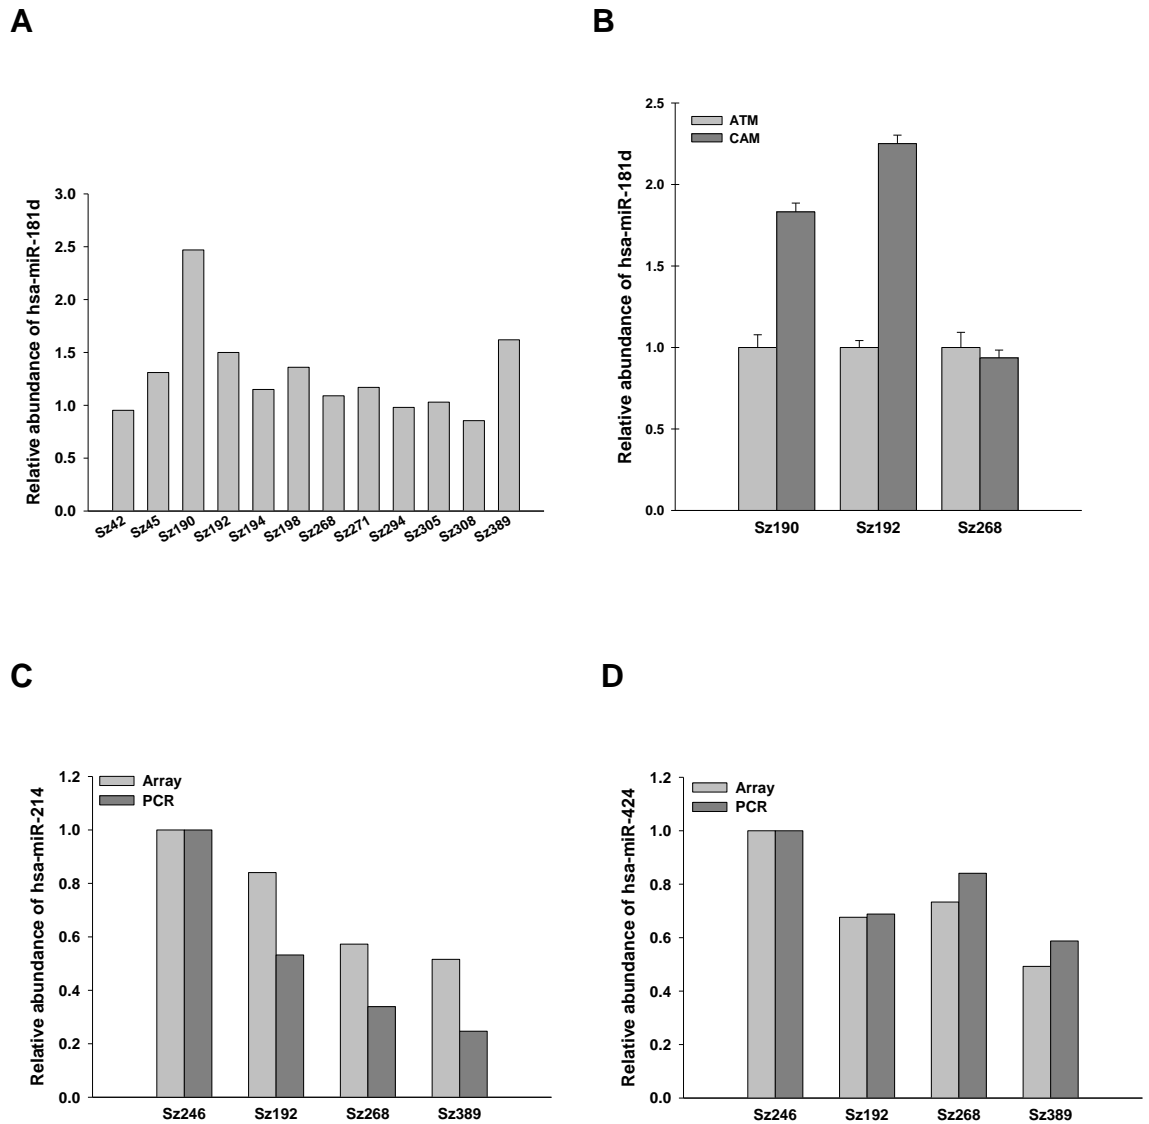 A
Relative abundance of hsa-miR-181d
3.0
2.5
2.0
1.5
1.0
0.5
0.0
Sz42 Sz45 Sz190 Sz192 Sz194 Sz198 Sz268 Sz271 Sz294 Sz305 Sz308 Sz389
B
Relative abundance of hsa-miR-181d
2.5
2.0
1.5
1.0
0.5
0.0
ATM
CAM
Sz190 Sz192 Sz268
C
Relative abundance of hsa-miR-214
1.2
1.0
0.8
0.6
0.4
0.2
0.0
Array
PCR
Sz246 Sz192 Sz268 Sz389
D
Relative abundance of hsa-miR-424
1.2
1.0
0.8
0.6
0.4
0.2
0.0
Array
PCR
Sz246 Sz192 Sz268 Sz389